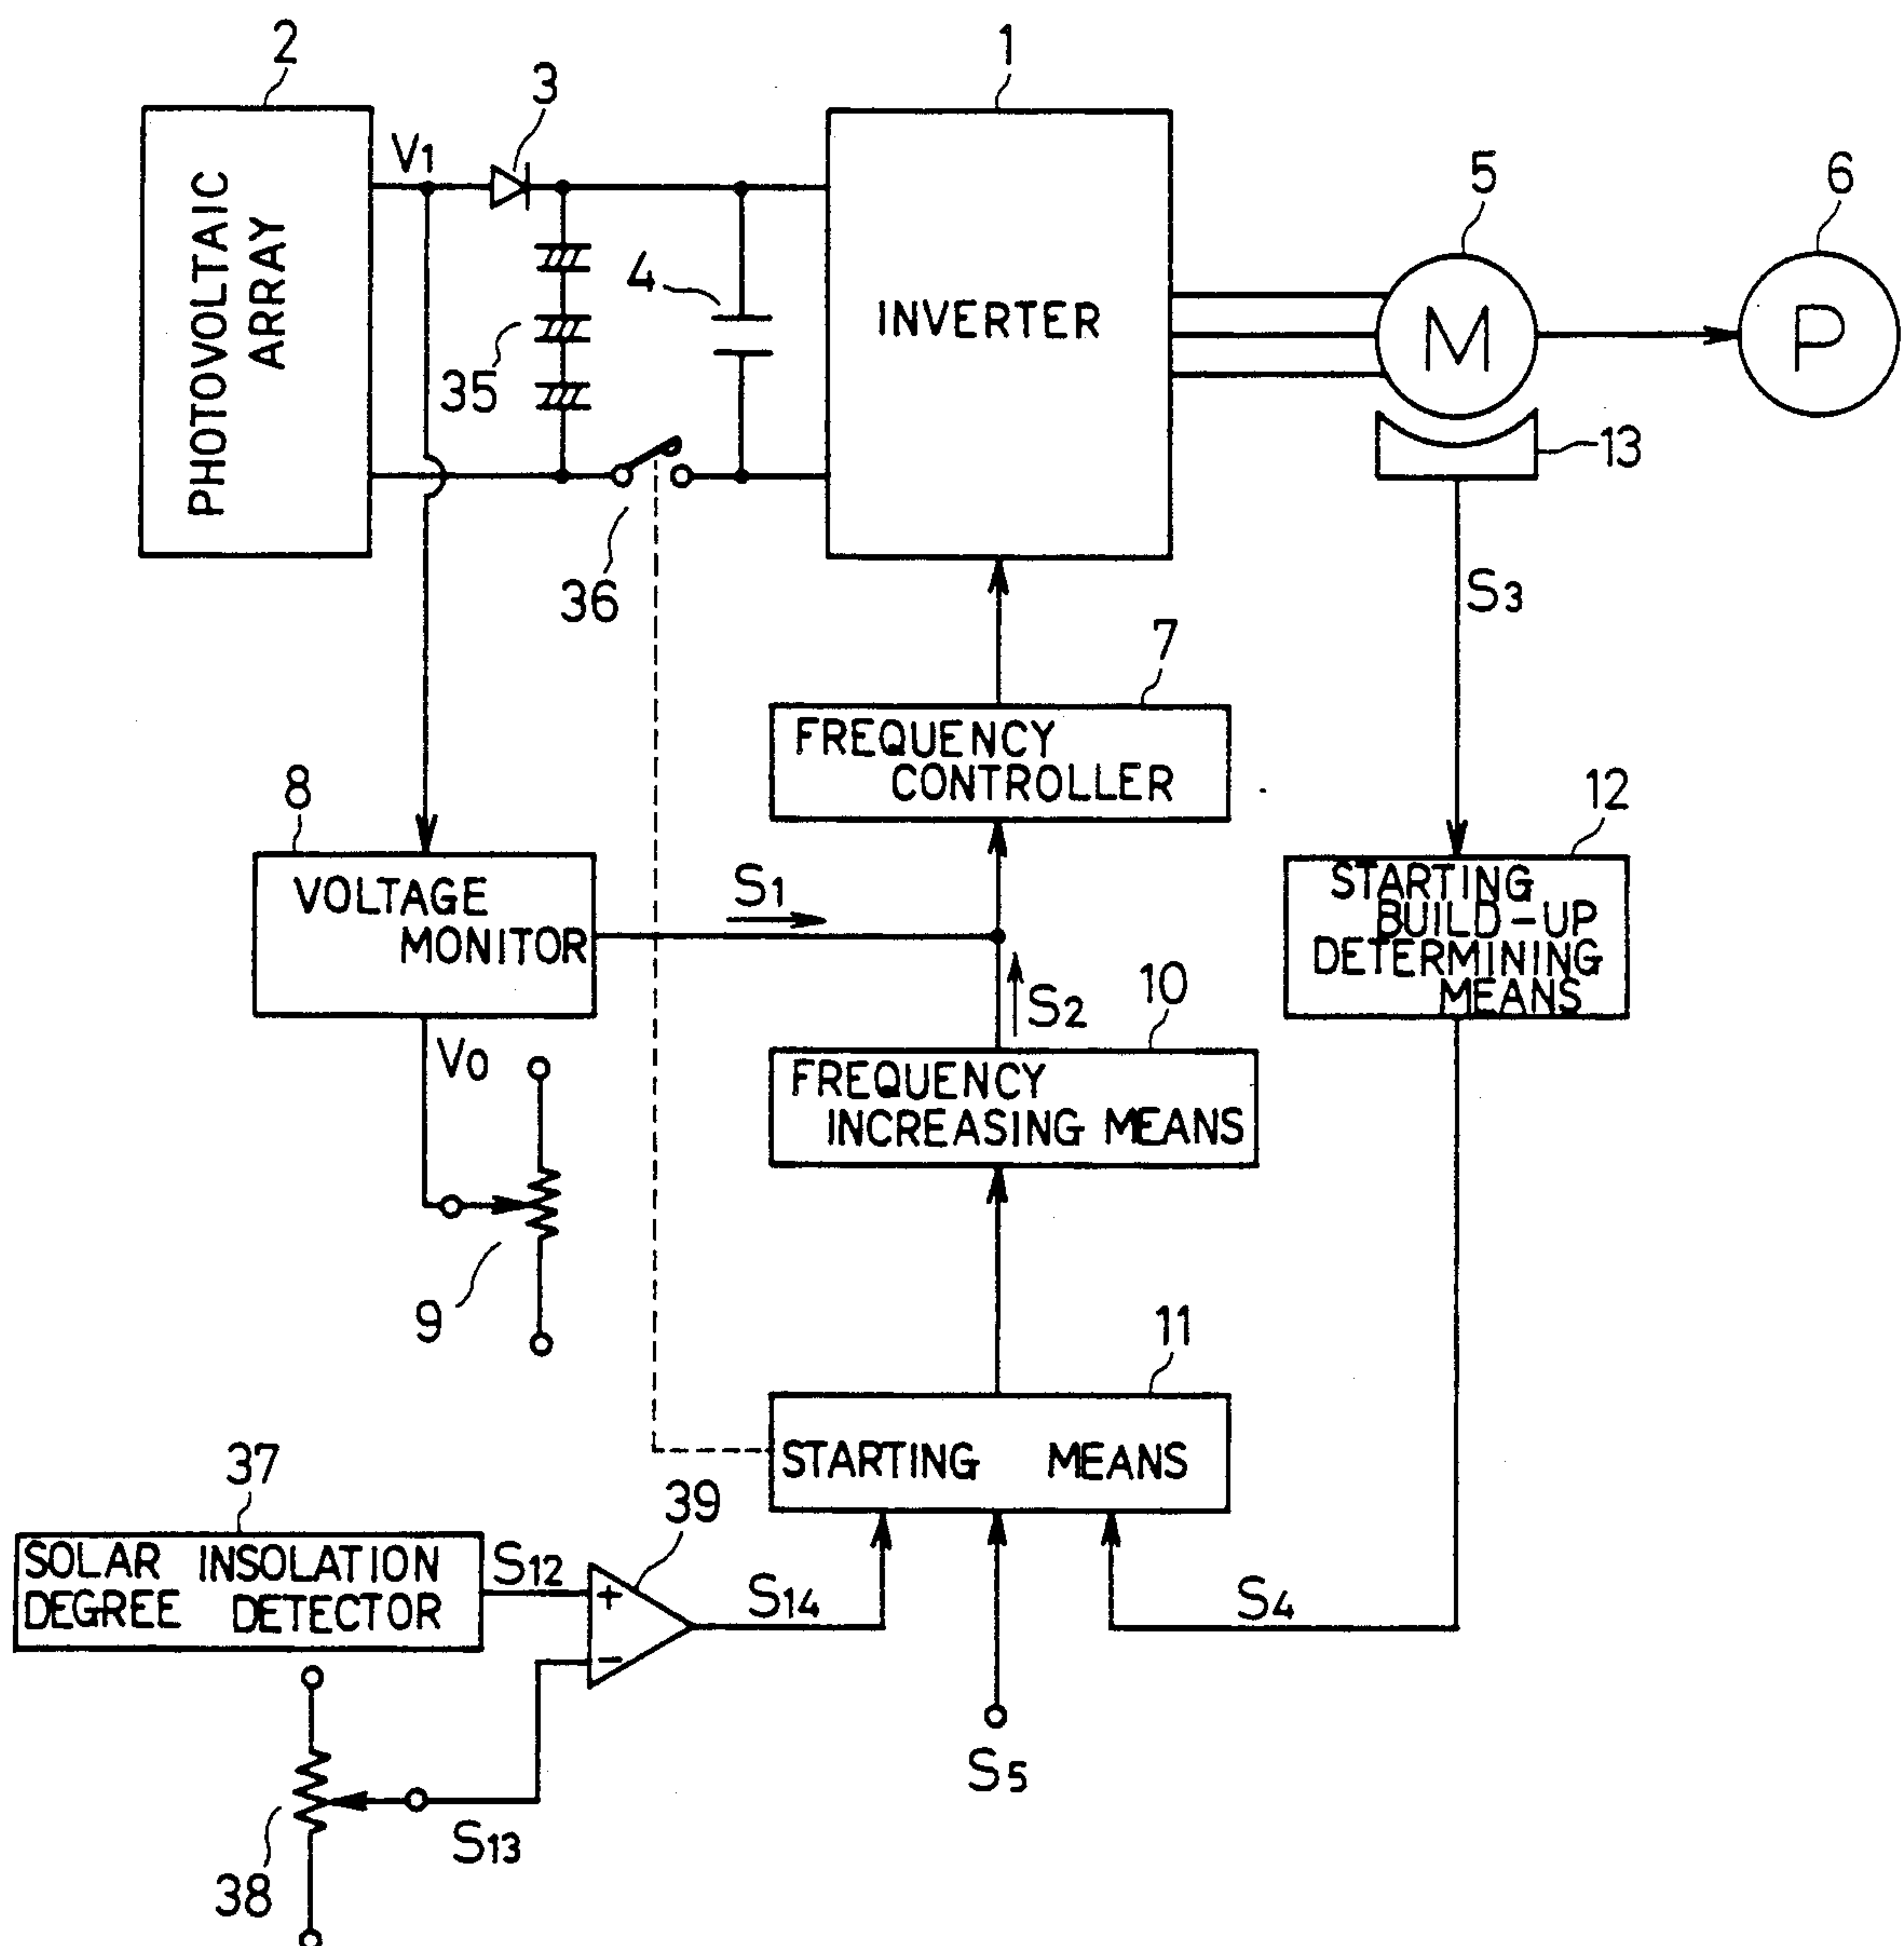 2
1
3
V1
5
6
PHOTOVOLTAIC
ARRAY
4
35
INVERTER
M
P
13
36
S3
7
FREQUENCY
CONTROLLER
8
12
VOLTAGE
MONITOR
S1
STARTING
BUILD-UP
DETERMINING
MEANS
10
S2
V0
FREQUENCY
INCREASING MEANS
9
11
STARTING MEANS
37
39
SOLAR INSOLATION
DEGREE DETECTOR
S12
+
-
S14
S4
S5
S13
38